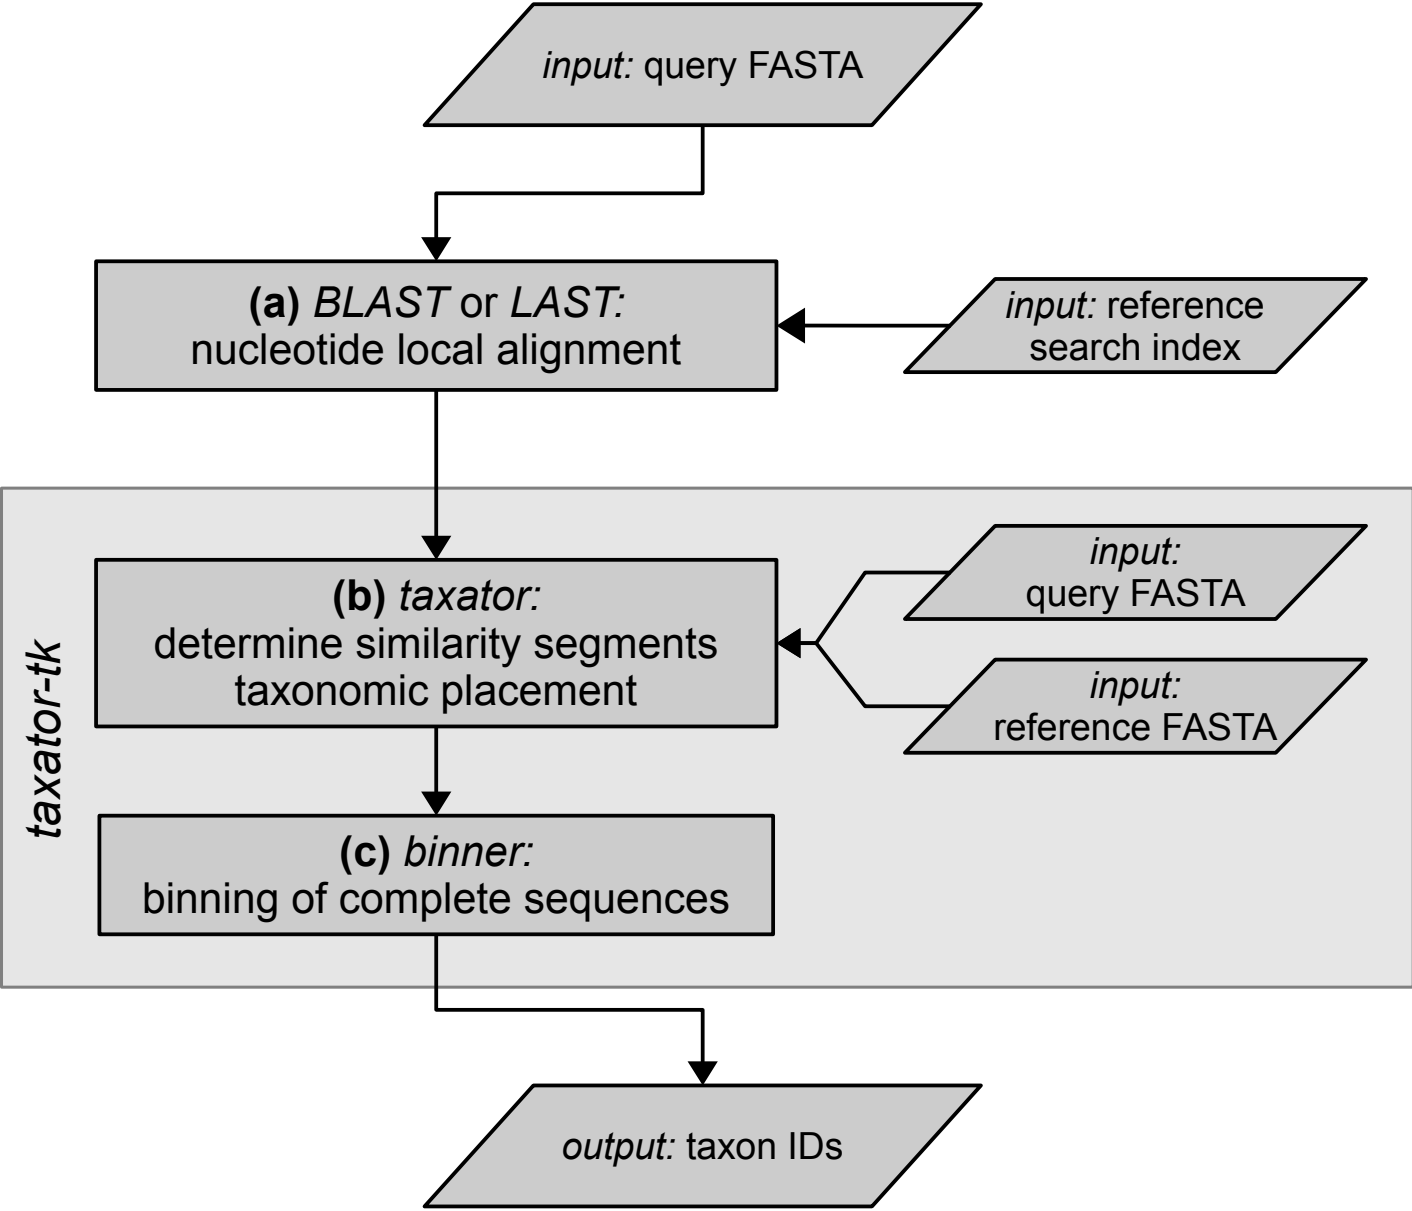 input: query FASTA
(a) BLAST or LAST:
nucleotide local alignment
input: reference
search index
taxator-tk
(b) taxator:
determine similarity segments
taxonomic placement
input:
query FASTA
input:
reference FASTA
(c) binner:
binning of complete sequences
output: taxon IDs